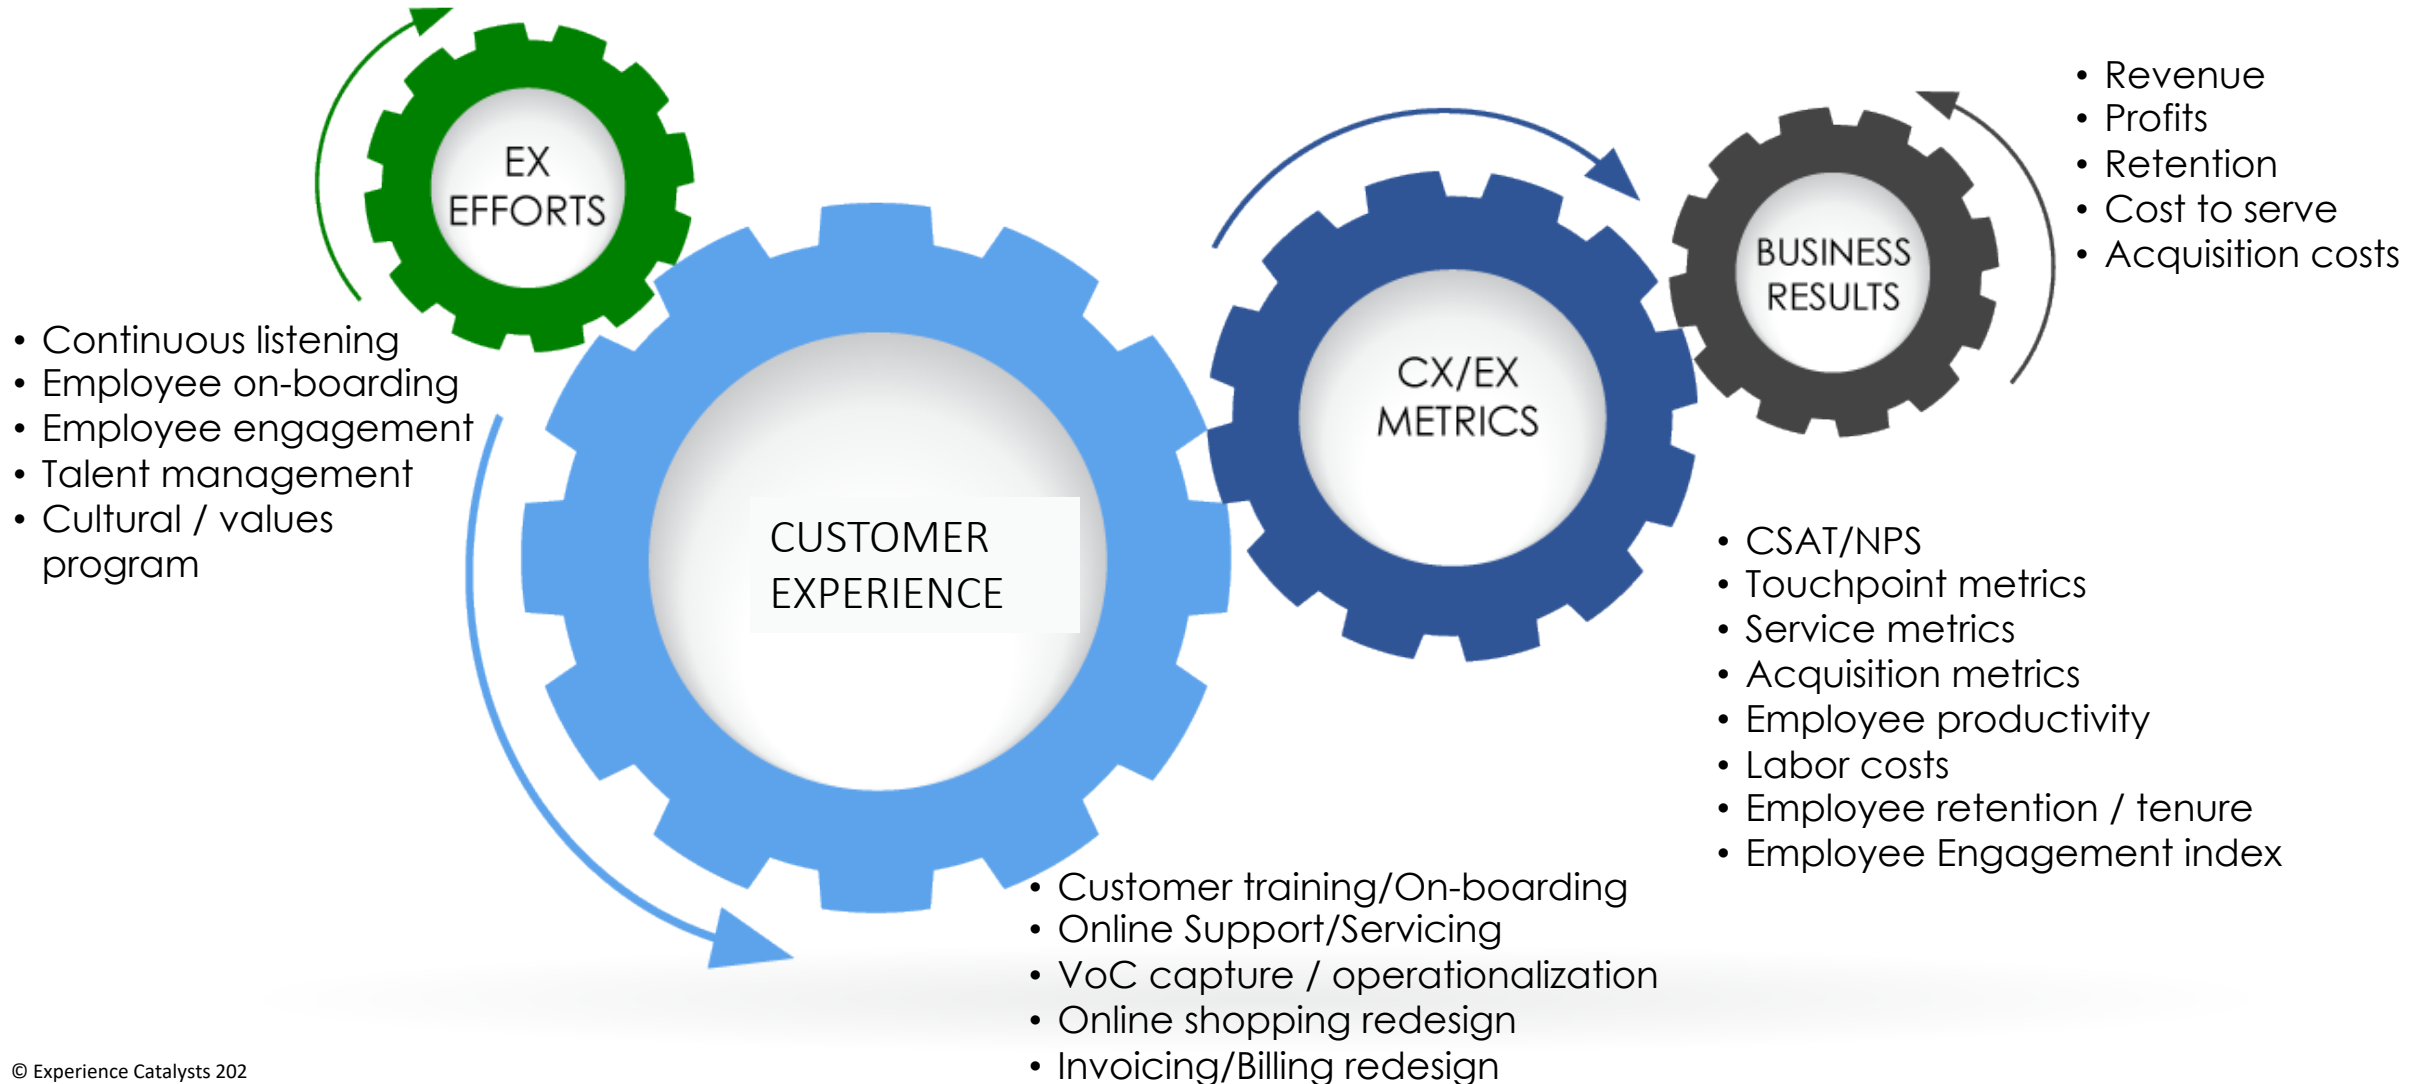 EX
EFFORTS
• Continuous listening
• Employee on-boarding
• Employee engagement
• Talent management
• Cultural / values
program
CUSTOMER
EXPERIENCE
• Customer training/On-boarding
• Online Support/Servicing
• VoC capture / operationalization
• Online shopping redesign
• Invoicing/Billing redesign
CX/EX
METRICS
• CSAT/NPS
• Touchpoint metrics
• Service metrics
• Acquisition metrics
• Employee productivity
• Labor costs
• Employee retention / tenure
• Employee Engagement index
BUSINESS
RESULTS
• Revenue
• Profits
• Retention
• Cost to serve
• Acquisition costs
© Experience Catalysts 202